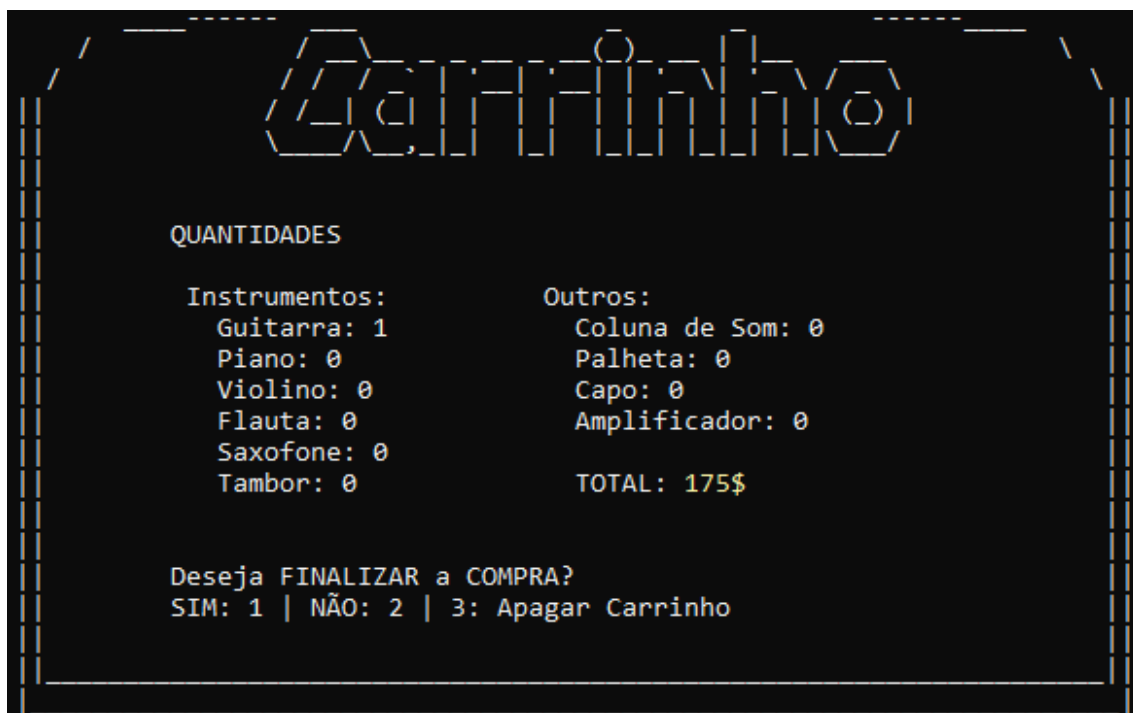 Carrinho
QUANTIDADES
Instrumentos:
Guitarra: 1
Piano: 0
Violino: 0
Flauta: 0
Saxofone: 0
Tambor: 0
Outros:
Coluna de Som: 0
Palheta: 0
Capo: 0
Amplificador: 0
TOTAL: 175$
Deseja FINALIZAR a COMPRA?
SIM: 1 | NÃO: 2 | 3: Apagar Carrinho